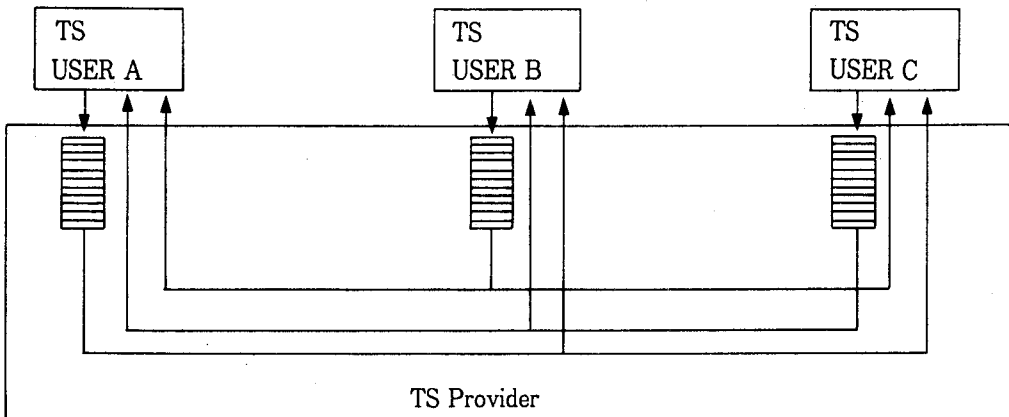 TS
USER A
TS
USER B
TS
USER C
TS Provider